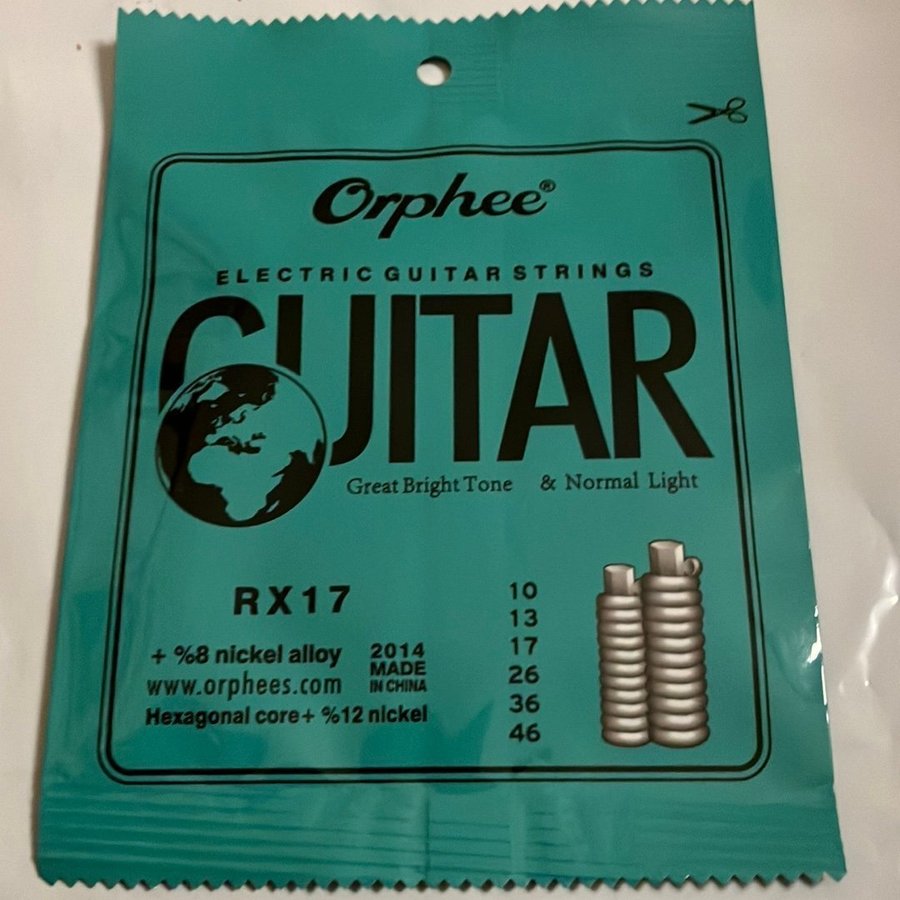 Orphee®
ELECTRIC GUITAR STRINGS
GUITAR
Great Bright Tone & Normal Light
RX17
+ %8 nickel alloy
www.orphees.com
Hexagonal core+ %12 nickel
2014
MADE
IN CHINA
10
13
17
26
36
46